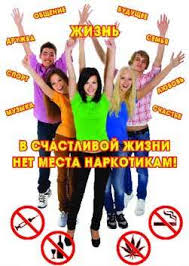 ОБЩЕНИЕ
БУДУЩЕЕ
ЖИЗНЬ
ДРУЖБА
СЕМЬЯ
СПОРТ
ЛЮБОВЬ
МУЗЫКА
СЧАСТЬЕ
В СЧАСТЛИВОЙ ЖИЗНИ
НЕТ МЕСТА НАРКОТИКАМ!